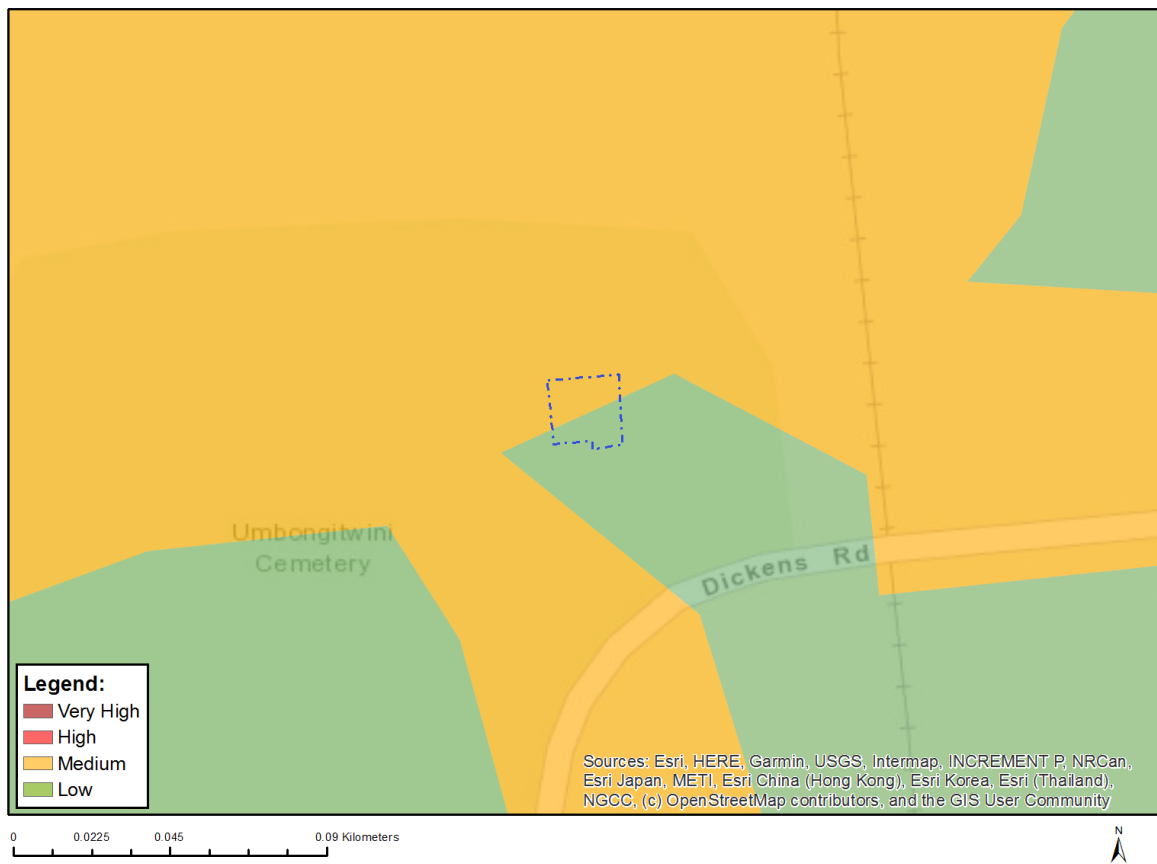 Umbongitwini
Cemetery
Dickens Rd
Legend:
Very High
High
Medium
Low
Sources: Esri, HERE, Garmin, USGS, Intermap, INCREMENT P, NRCan,
Esri Japan, METI, Esri China (Hong Kong), Esri Korea, Esri (Thailand),
NGCC, (c) OpenStreetMap contributors, and the GIS User Community
0 0.0225 0.045 0.09 Kilometers
N